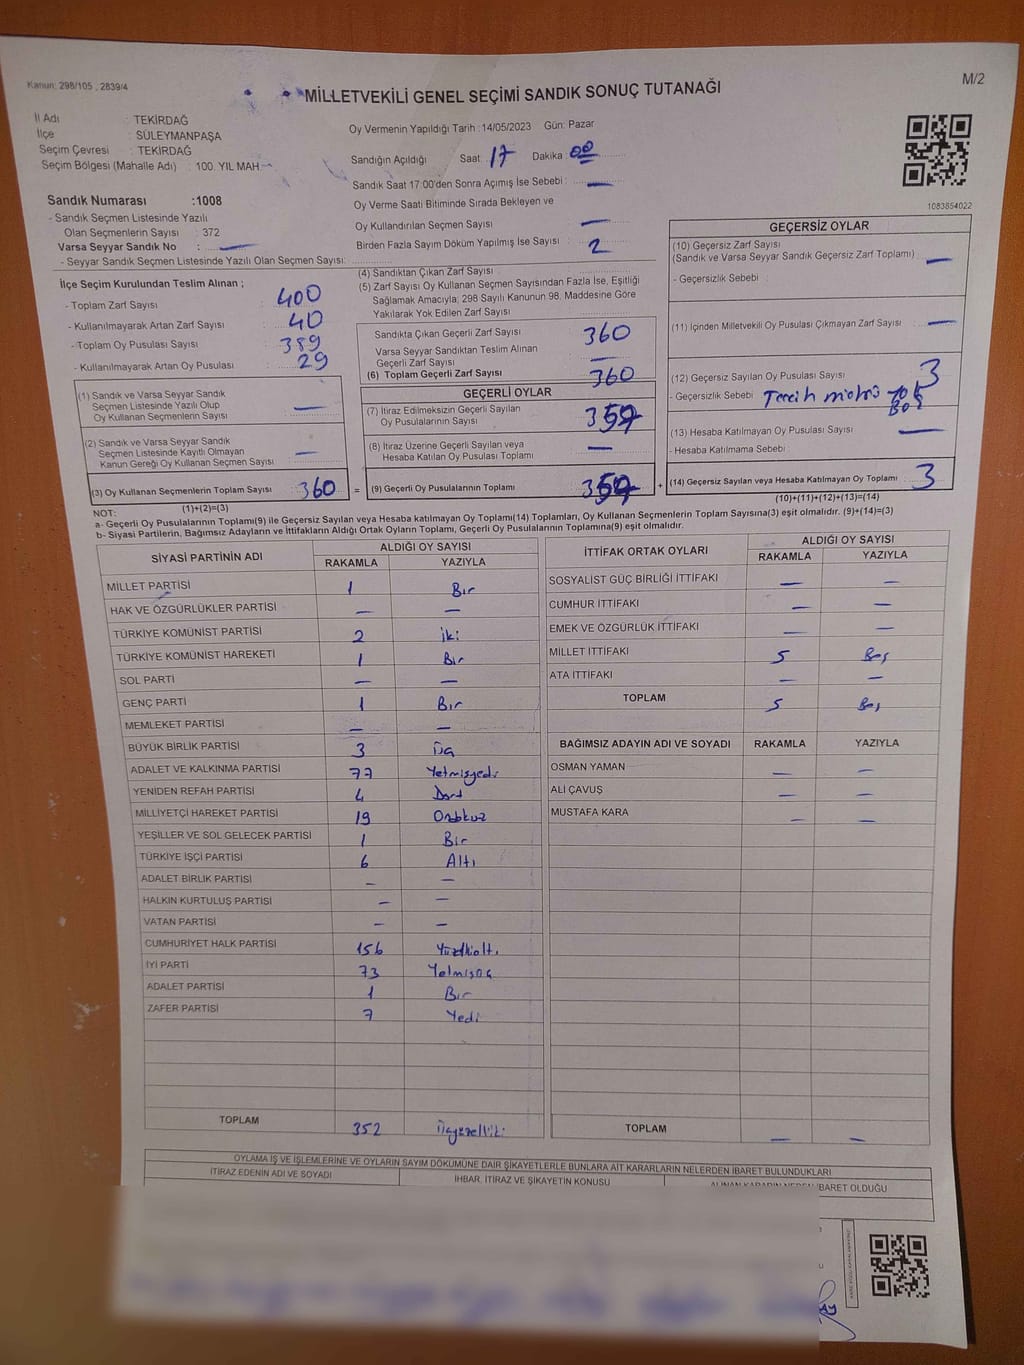 Kanun: 298/105 , 2839/4
M/2
MİLLETVEKİLİ GENEL SEÇİMİ SANDIK SONUÇ TUTANAĞI
İl Adı : TEKİRDAĞ
İlçe : SÜLEYMANPAŞA
Seçim Çevresi : TEKİRDAĞ
Seçim Bölgesi (Mahalle Adı) : 100. YIL MAH
Sandık Numarası :1008
- Sandık Seçmen Listesinde Yazılı
Olan Seçmenlerin Sayısı : 372
Varsa Seyyar Sandık No : —
- Seyyar Sandık Seçmen Listesinde Yazılı Olan Seçmen Sayısı:
Oy Vermenin Yapıldığı Tarih :14/05/2023 Gün: Pazar
Sandığın Açıldığı Saat 17 Dakika 00
Sandık Saat 17:00'den Sonra Açımış İse Sebebi : —
Oy Verme Saati Bitiminde Sırada Bekleyen ve
Oy Kullandırılan Seçmen Sayısı —
Birden Fazla Sayım Döküm Yapılmış İse Sayısı 2
1083854022
İlçe Seçim Kurulundan Teslim Alınan ;
- Toplam Zarf Sayısı 400
- Kullanılmayarak Artan Zarf Sayısı 40
- Toplam Oy Pusulası Sayısı 389
- Kullanılmayarak Artan Oy Pusulası 29
(1) Sandık ve Varsa Seyyar Sandık
Seçmen Listesinde Yazılı Olup
Oy Kullanan Seçmenlerin Sayısı —
(2) Sandık ve Varsa Seyyar Sandık
Seçmen Listesinde Kayıtlı Olmayan
Kanun Gereği Oy Kullanan Seçmen Sayısı —
(3) Oy Kullanan Seçmenlerin Toplam Sayısı 360
(1)+(2)=(3)
(4) Sandıktan Çıkan Zarf Sayısı
(5) Zarf Sayısı Oy Kullanan Seçmen Sayısından Fazla İse, Eşitliği
Sağlamak Amacıyla; 298 Sayılı Kanunun 98. Maddesine Göre
Yakılarak Yok Edilen Zarf Sayısı
Sandıkta Çıkan Geçerli Zarf Sayısı 360
Varsa Seyyar Sandıktan Teslim Alınan
Geçerli Zarf Sayısı —
(6) Toplam Geçerli Zarf Sayısı 360
GEÇERLİ OYLAR
(7) İtiraz Edilmeksizin Geçerli Sayılan
Oy Pusulalarının Sayısı
(8) İtiraz Üzerine Geçerli Sayılan veya
Hesaba Katılan Oy Pusulası Toplamı —
= (9) Geçerli Oy Pusulalarının Toplamı
GEÇERSİZ OYLAR
(10) Geçersiz Zarf Sayısı
(Sandık ve Varsa Seyyar Sandık Geçersiz Zarf Toplamı) —
- Geçersizlik Sebebi :
(11) İçinden Milletvekili Oy Pusulası Çıkmayan Zarf Sayısı —
(12) Geçersiz Sayılan Oy Pusulası Sayısı 3
- Geçersizlik Sebebi Tercih mührü yok
Boş
(13) Hesaba Katılmayan Oy Pusulası Sayısı —
- Hesaba Katılmama Sebebi
+ (14) Geçersiz Sayılan veya Hesaba Katılmayan Oy Toplamı 3
(10)+(11)+(12)+(13)=(14)
NOT:
a- Geçerli Oy Pusulalarının Toplamı(9) ile Geçersiz Sayılan veya Hesaba katılmayan Oy Toplamı(14) Toplamları, Oy Kullanan Seçmenlerin Toplam Sayısına(3) eşit olmalıdır. (9)+(14)=(3)
b- Siyasi Partilerin, Bağımsız Adayların ve İttifakların Aldığı Ortak Oyların Toplamı, Geçerli Oy Pusulalarının Toplamına(9) eşit olmalıdır.
SİYASİ PARTİNİN ADI ALDIĞI OY SAYISI
RAKAMLA YAZIYLA
MİLLET PARTİSİ 1 Bir
HAK VE ÖZGÜRLÜKLER PARTİSİ — —
TÜRKİYE KOMÜNİST PARTİSİ 2 iki
TÜRKİYE KOMÜNİST HAREKETİ 1 Bir
SOL PARTİ — —
GENÇ PARTİ 1 Bir
MEMLEKET PARTİSİ — —
BÜYÜK BİRLİK PARTİSİ 3 Üç
ADALET VE KALKINMA PARTİSİ 77 Yetmişyedi
YENİDEN REFAH PARTİSİ 4 Dört
MİLLİYETÇİ HAREKET PARTİSİ 19 Ondokuz
YEŞİLLER VE SOL GELECEK PARTİSİ 1 Bir
TÜRKİYE İŞÇİ PARTİSİ 6 Altı
ADALET BİRLİK PARTİSİ — —
HALKIN KURTULUŞ PARTİSİ — —
VATAN PARTİSİ — —
CUMHURİYET HALK PARTİSİ 156 Yüzelli altı
İYİ PARTİ 73 Yetmişüç
ADALET PARTİSİ 1 Bir
ZAFER PARTİSİ 7 Yedi
TOPLAM 352 Üçyüzelliiki
İTTİFAK ORTAK OYLARI ALDIĞI OY SAYISI
RAKAMLA YAZIYLA
SOSYALİST GÜÇ BİRLİĞİ İTTİFAKI — —
CUMHUR İTTİFAKI — —
EMEK VE ÖZGÜRLÜK İTTİFAKI — —
MİLLET İTTİFAKI 5 Beş
ATA İTTİFAKI — —
TOPLAM 5 Beş
BAĞIMSIZ ADAYIN ADI VE SOYADI RAKAMLA YAZIYLA
OSMAN YAMAN — —
ALİ ÇAVUŞ — —
MUSTAFA KARA — —
TOPLAM — —
OYLAMA İŞ VE İŞLEMLERİNE VE OYLARIN SAYIM DÖKÜMÜNE DAİR ŞİKAYETLERLE BUNLARA AİT KARARLARIN NELERDEN İBARET BULUNDUKLARI
İTİRAZ EDENİN ADI VE SOYADI İHBAR, İTİRAZ VE ŞİKAYETİN KONUSU ALINAN KARARIN NEDEN İBARET OLDUĞU